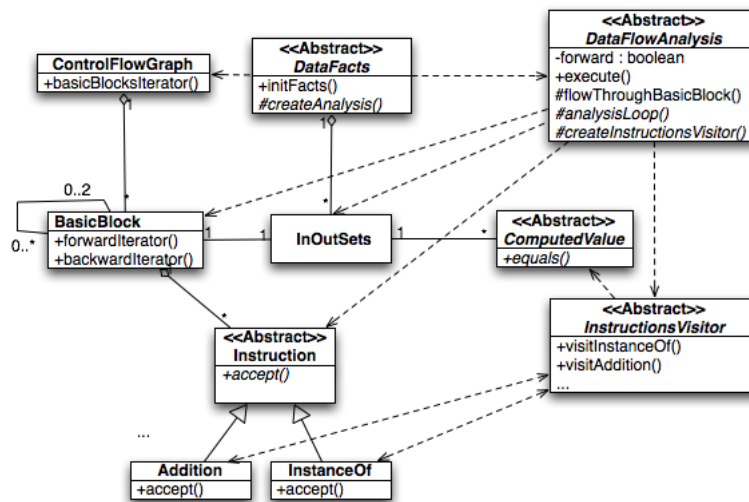 ControlFlowGraph
+basicBlocksIterator()
<<Abstract>>
DataFacts
+initFacts()
#createAnalysis()
<<Abstract>>
DataFlowAnalysis
-forward : boolean
+execute()
#flowThroughBasicBlock()
#analysisLoop()
#createInstructionsVisitor()
1
1
0..2
*
*
BasicBlock
+forwardIterator()
+backwardIterator()
0..*
1
1
InOutSets
1
*
<<Abstract>>
ComputedValue
+equals()
1
*
<<Abstract>>
Instruction
+accept()
<<Abstract>>
InstructionsVisitor
+visitInstanceOf()
+visitAddition()
...
...
Addition
+accept()
InstanceOf
+accept()